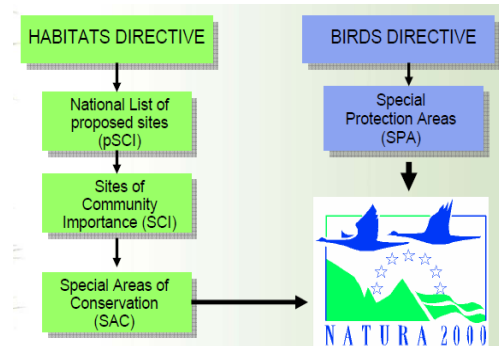 HABITATS DIRECTIVE
National List of
proposed sites
(pSCI)
Sites of
Community
Importance (SCI)
Special Areas of
Conservation
(SAC)
BIRDS DIRECTIVE
Special
Protection Areas
(SPA)
NATURA 2000